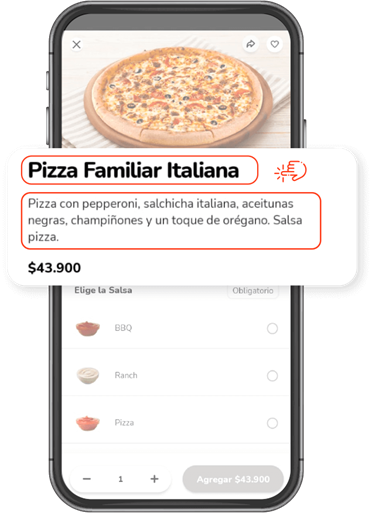 Pizza Familiar Italiana
Pizza con pepperoni, salchicha italiana, aceitunas
negras, champiñones y un toque de orégano. Salsa
pizza.
$43.900
Elige la Salsa
Obligatorio
BBQ
Ranch
Pizza
1
Agregar $43.900